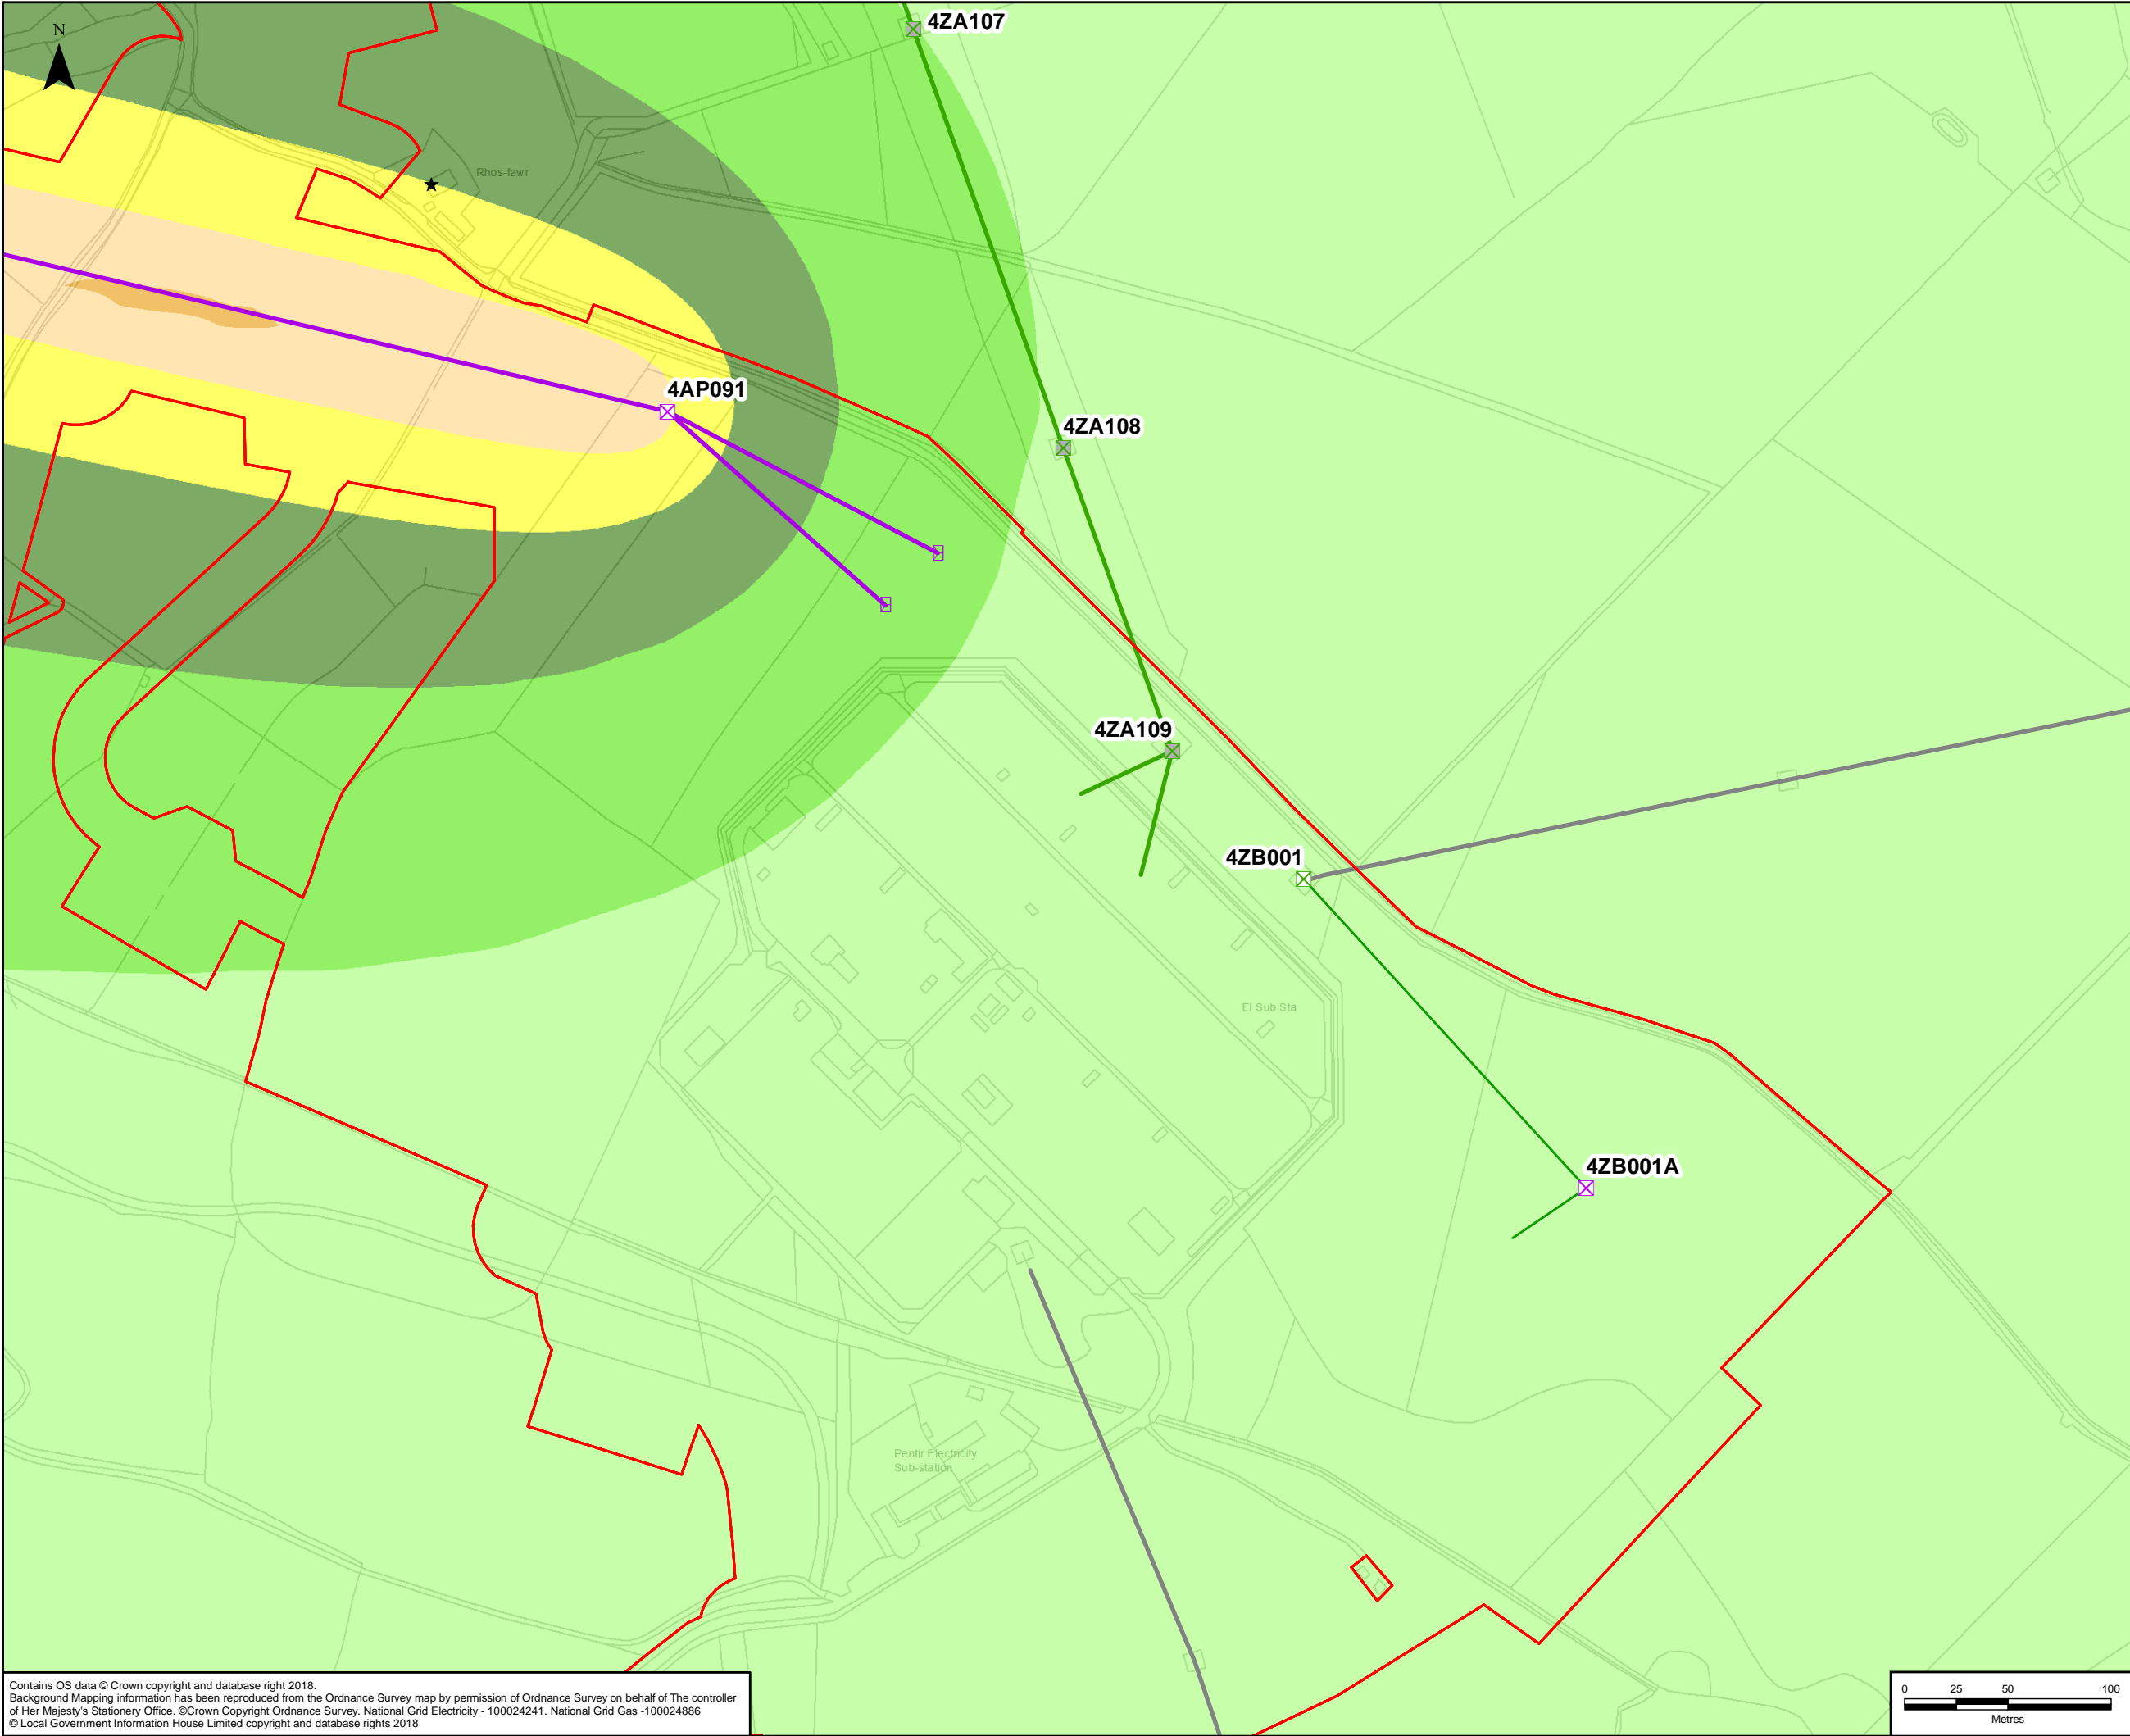 N
4ZA107
Rhos-fawr
4AP091
4ZA108
4ZA109
4ZB001
El Sub Sta
4ZB001A
Pentir Electricity
Sub-station
Contains OS data © Crown copyright and database right 2018.
Background Mapping information has been reproduced from the Ordnance Survey map by permission of Ordnance Survey on behalf of The controller
of Her Majesty's Stationery Office. ©Crown Copyright Ordnance Survey. National Grid Electricity - 100024241. National Grid Gas -100024886
© Local Government Information House Limited copyright and database rights 2018
0 25 50 100
Metres